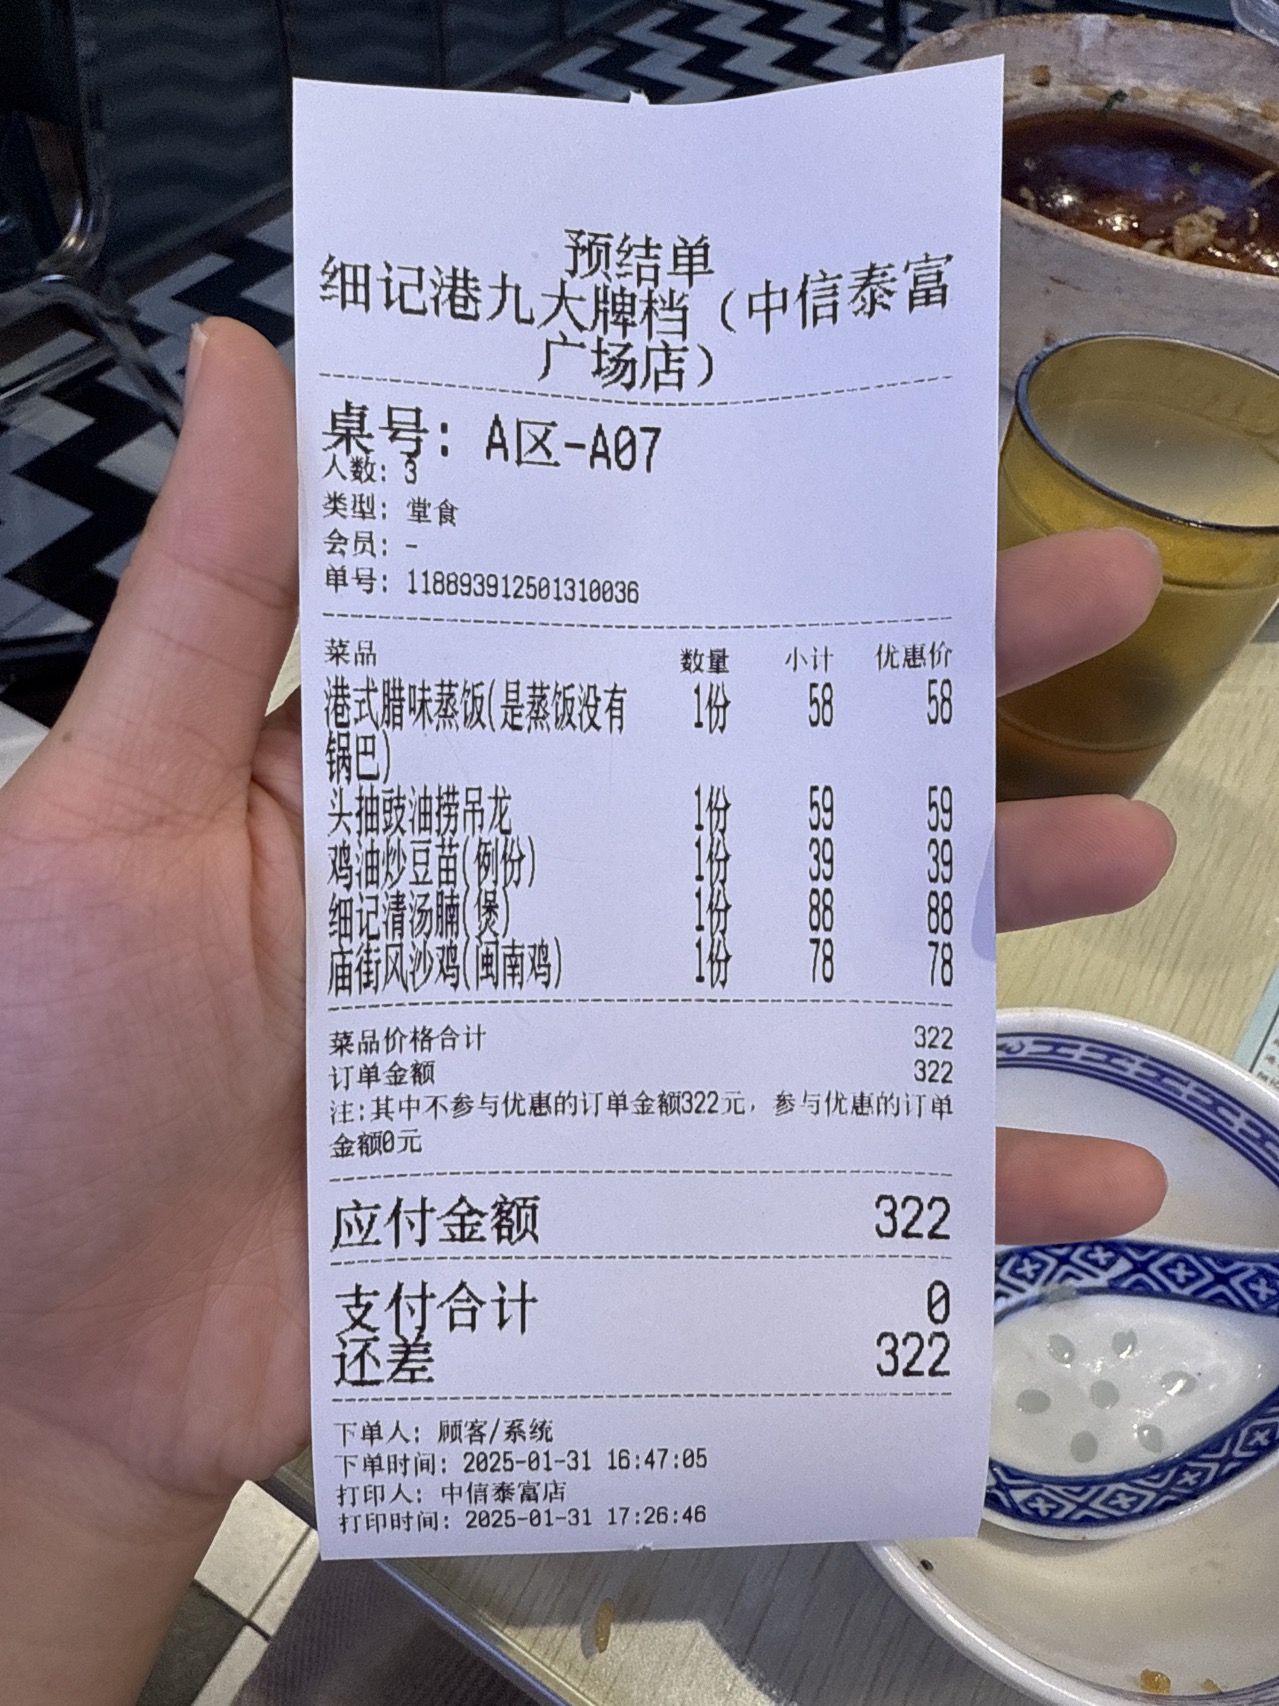 预结单
细记港九大牌档（中信泰富
广场店）
桌号: A区-A07
人数: 3
类型: 堂食
会员: -
单号: 118893912501310036
菜品 数量 小计 优惠价
港式腊味蒸饭(是蒸饭没有 1份 58 58
锅巴)
头抽豉油捞吊龙 1份 59 59
鸡油炒豆苗(例份) 1份 39 39
细记清汤腩(煲) 1份 88 88
庙街风沙鸡(闽南鸡) 1份 78 78
菜品价格合计 322
订单金额 322
注:其中不参与优惠的订单金额322元，参与优惠的订单
金额0元
应付金额 322
支付合计 0
还差 322
下单人: 顾客/系统
下单时间: 2025-01-31 16:47:05
打印人: 中信泰富店
打印时间: 2025-01-31 17:26:46